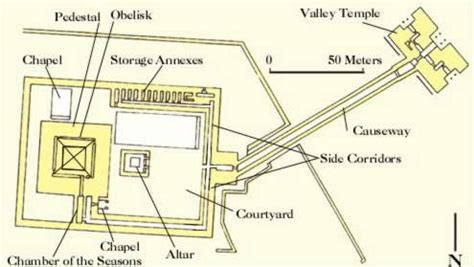 Pedestal
Obelisk
Valley Temple
Chapel
Storage Annexes
0
50 Meters
Causeway
Side Corridors
Courtyard
Chapel
Altar
Chamber of the Seasons
N